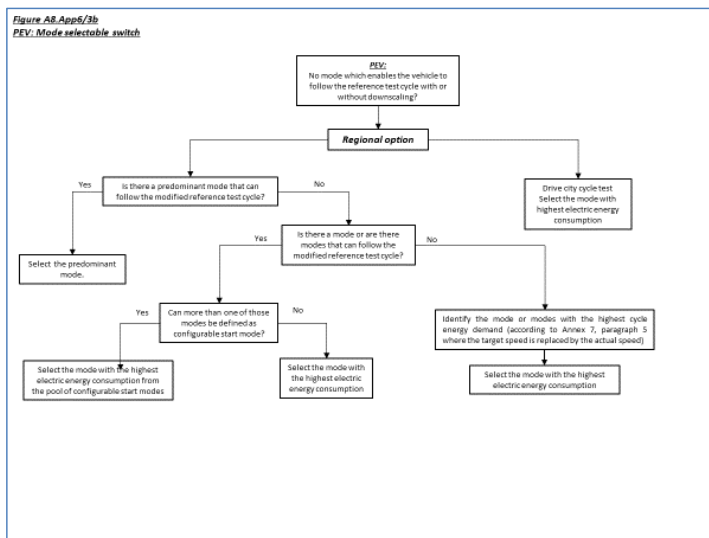 Figure A8.App6/3b
PEV: Mode selectable switch
PEV:
No mode which enables the vehicle to
follow the reference test cycle with or
without downscaling?
Regional option
Yes
Is there a predominant mode that can
follow the modified reference test cycle?
No
Drive city cycle test
Select the mode with
highest electric energy
consumption
Yes
Is there a mode or are there
modes that can follow the
modified reference test cycle?
No
Select the predominant
mode.
Yes
Can more than one of those
modes be defined as
configurable start mode?
No
Identify the mode or modes with the highest cycle
energy demand (according to Annex 7, paragraph 5
where the target speed is replaced by the actual speed)
Select the mode with the highest
electric energy consumption from
the pool of configurable start modes
Select the mode with
the highest electric
energy consumption
Select the mode with the highest
electric energy consumption